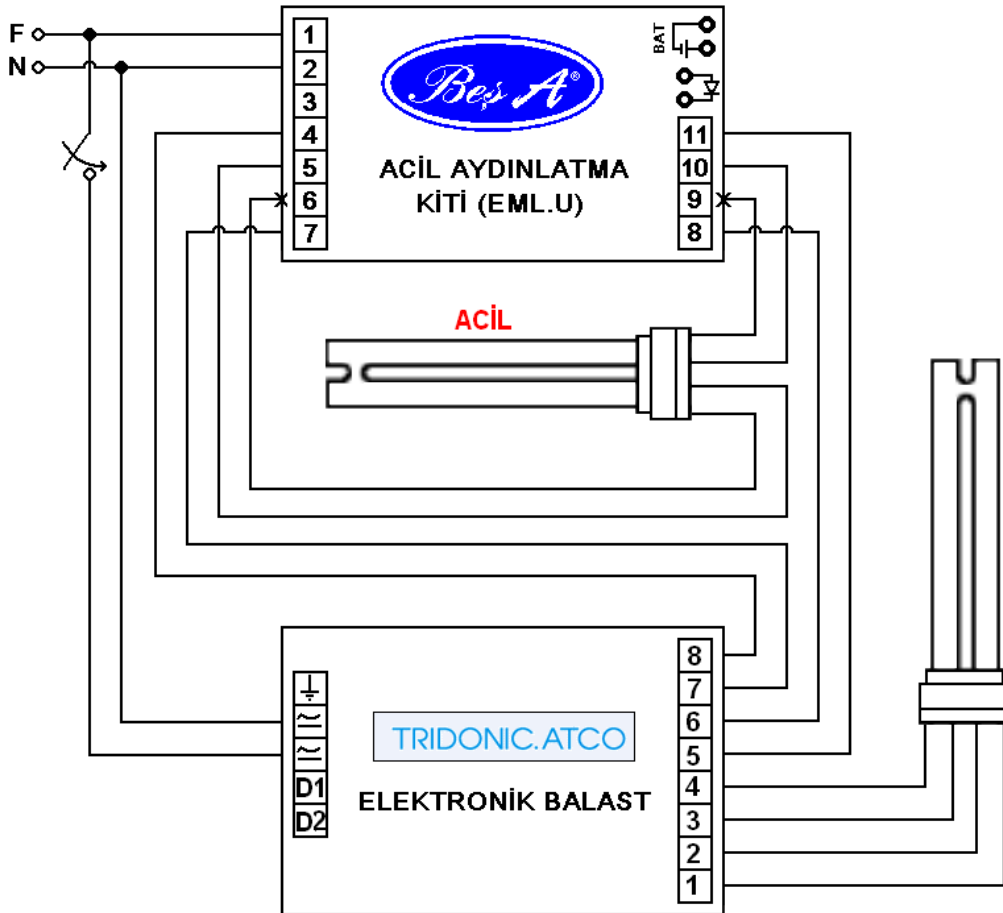 F
N
1
2
3
4
5
6
7
Beş A®
BAT
ACİL AYDINLATMA
KİTİ (EML.U)
11
10
9
8
ACİL
D1
D2
TRIDONIC.ATCO
ELEKTRONİK BALAST
8
7
6
5
4
3
2
1